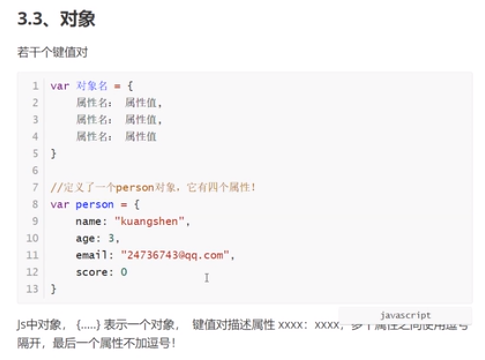 3.3、对象
若干个键值对
1 var 对象名 = {
2 属性名： 属性值,
3 属性名： 属性值,
4 属性名： 属性值
5 }
6
7 //定义了一个person对象，它有四个属性！
8 var person = {
9 name: "kuangshen",
10 age: 3,
11 email: "24736743@qq.com",
12 score: 0
13 }
javascript
Js中对象， {.....} 表示一个对象， 键值对描述属性 xxxx：xxxx，多个属性之间使用逗号
隔开，最后一个属性不加逗号！